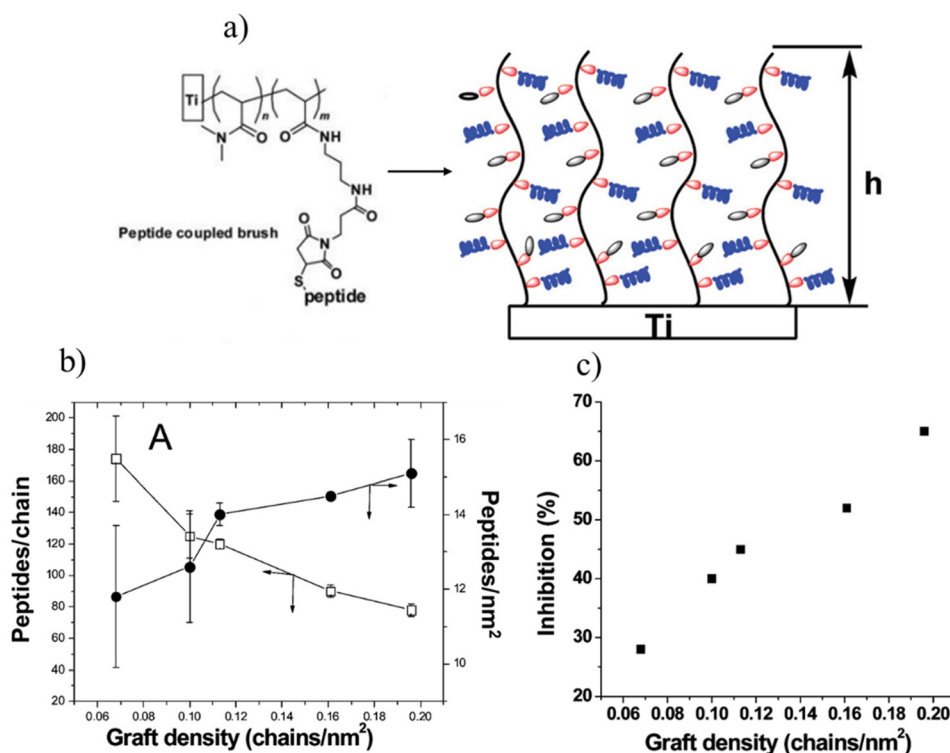 a)
Ti
n
m
N
O
O
NH
NH
O
O
N
O
S
peptide
Peptide coupled brush
h
Ti
b)
A
Peptides/chain
210
200
180
160
140
120
100
80
60
40
20
16
14
12
10
Peptides/nm²
0.06 0.08 0.10 0.12 0.14 0.16 0.18 0.20
Graft density (chains/nm²)
c)
Inhibition (%)
70
60
50
40
30
20
0.06 0.08 0.10 0.12 0.14 0.16 0.18 0.20
Graft density (chains/nm²)